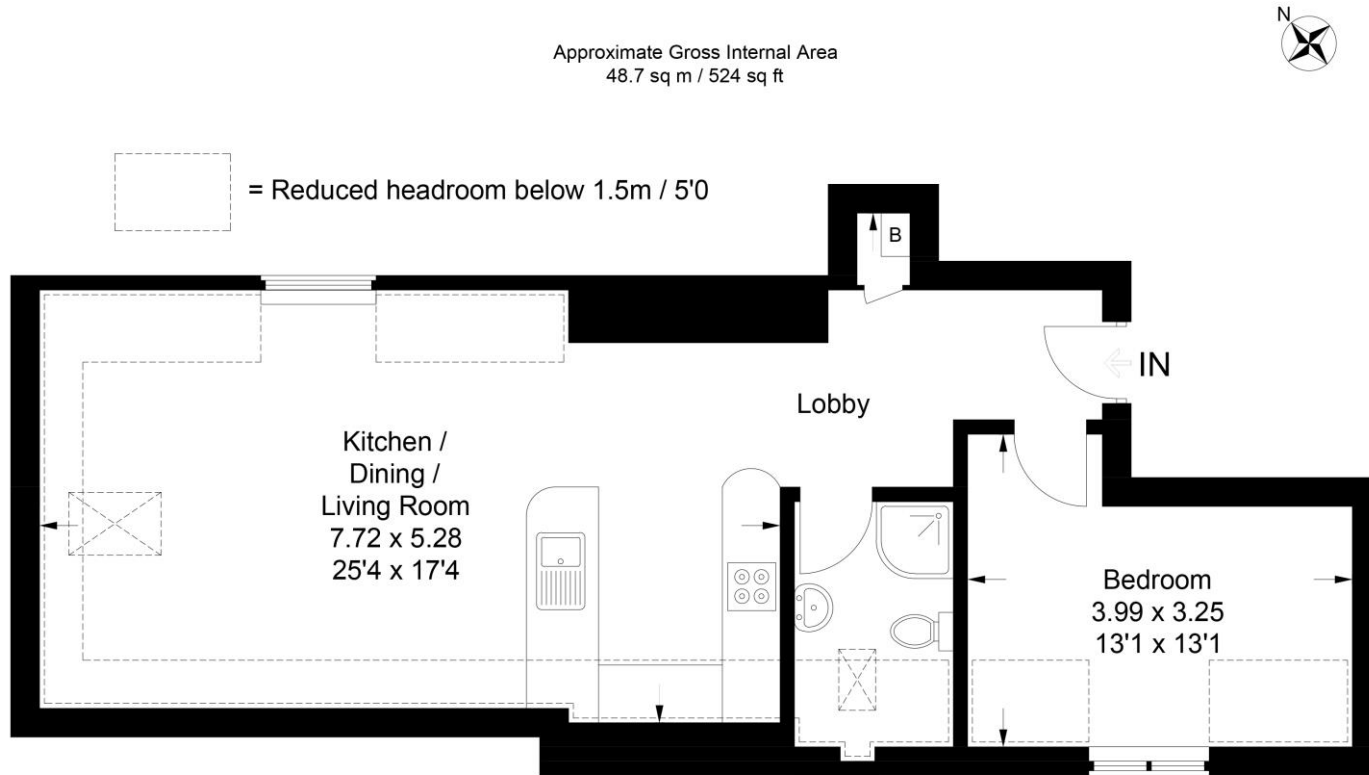 N
Approximate Gross Internal Area
48.7 sq m / 524 sq ft
= Reduced headroom below 1.5m / 5'0
B
IN
Lobby
Kitchen /
Dining /
Living Room
7.72 x 5.28
25'4 x 17'4
Bedroom
3.99 x 3.25
13'1 x 13'1